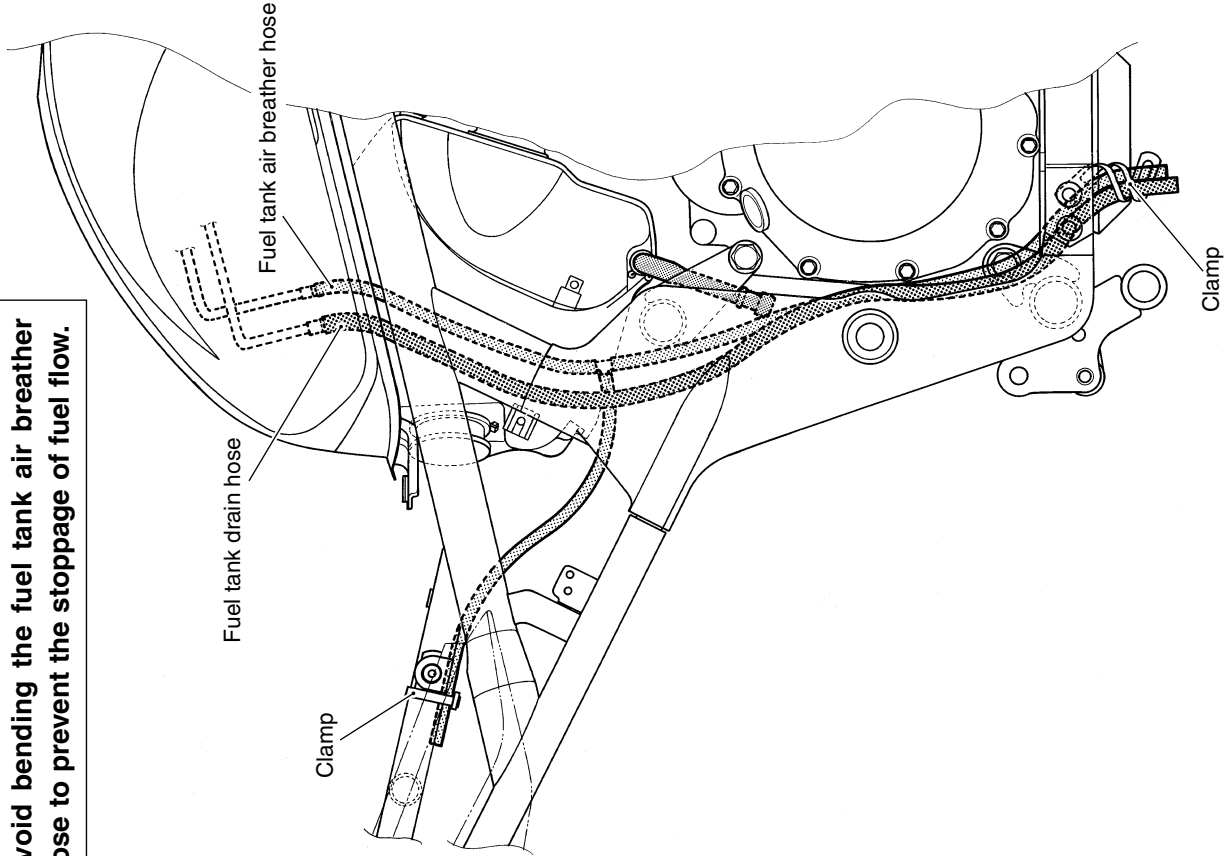 void bending the fuel tank air breather
ose to prevent the stoppage of fuel flow.
Fuel tank air breather hose
Fuel tank drain hose
Clamp
Clamp